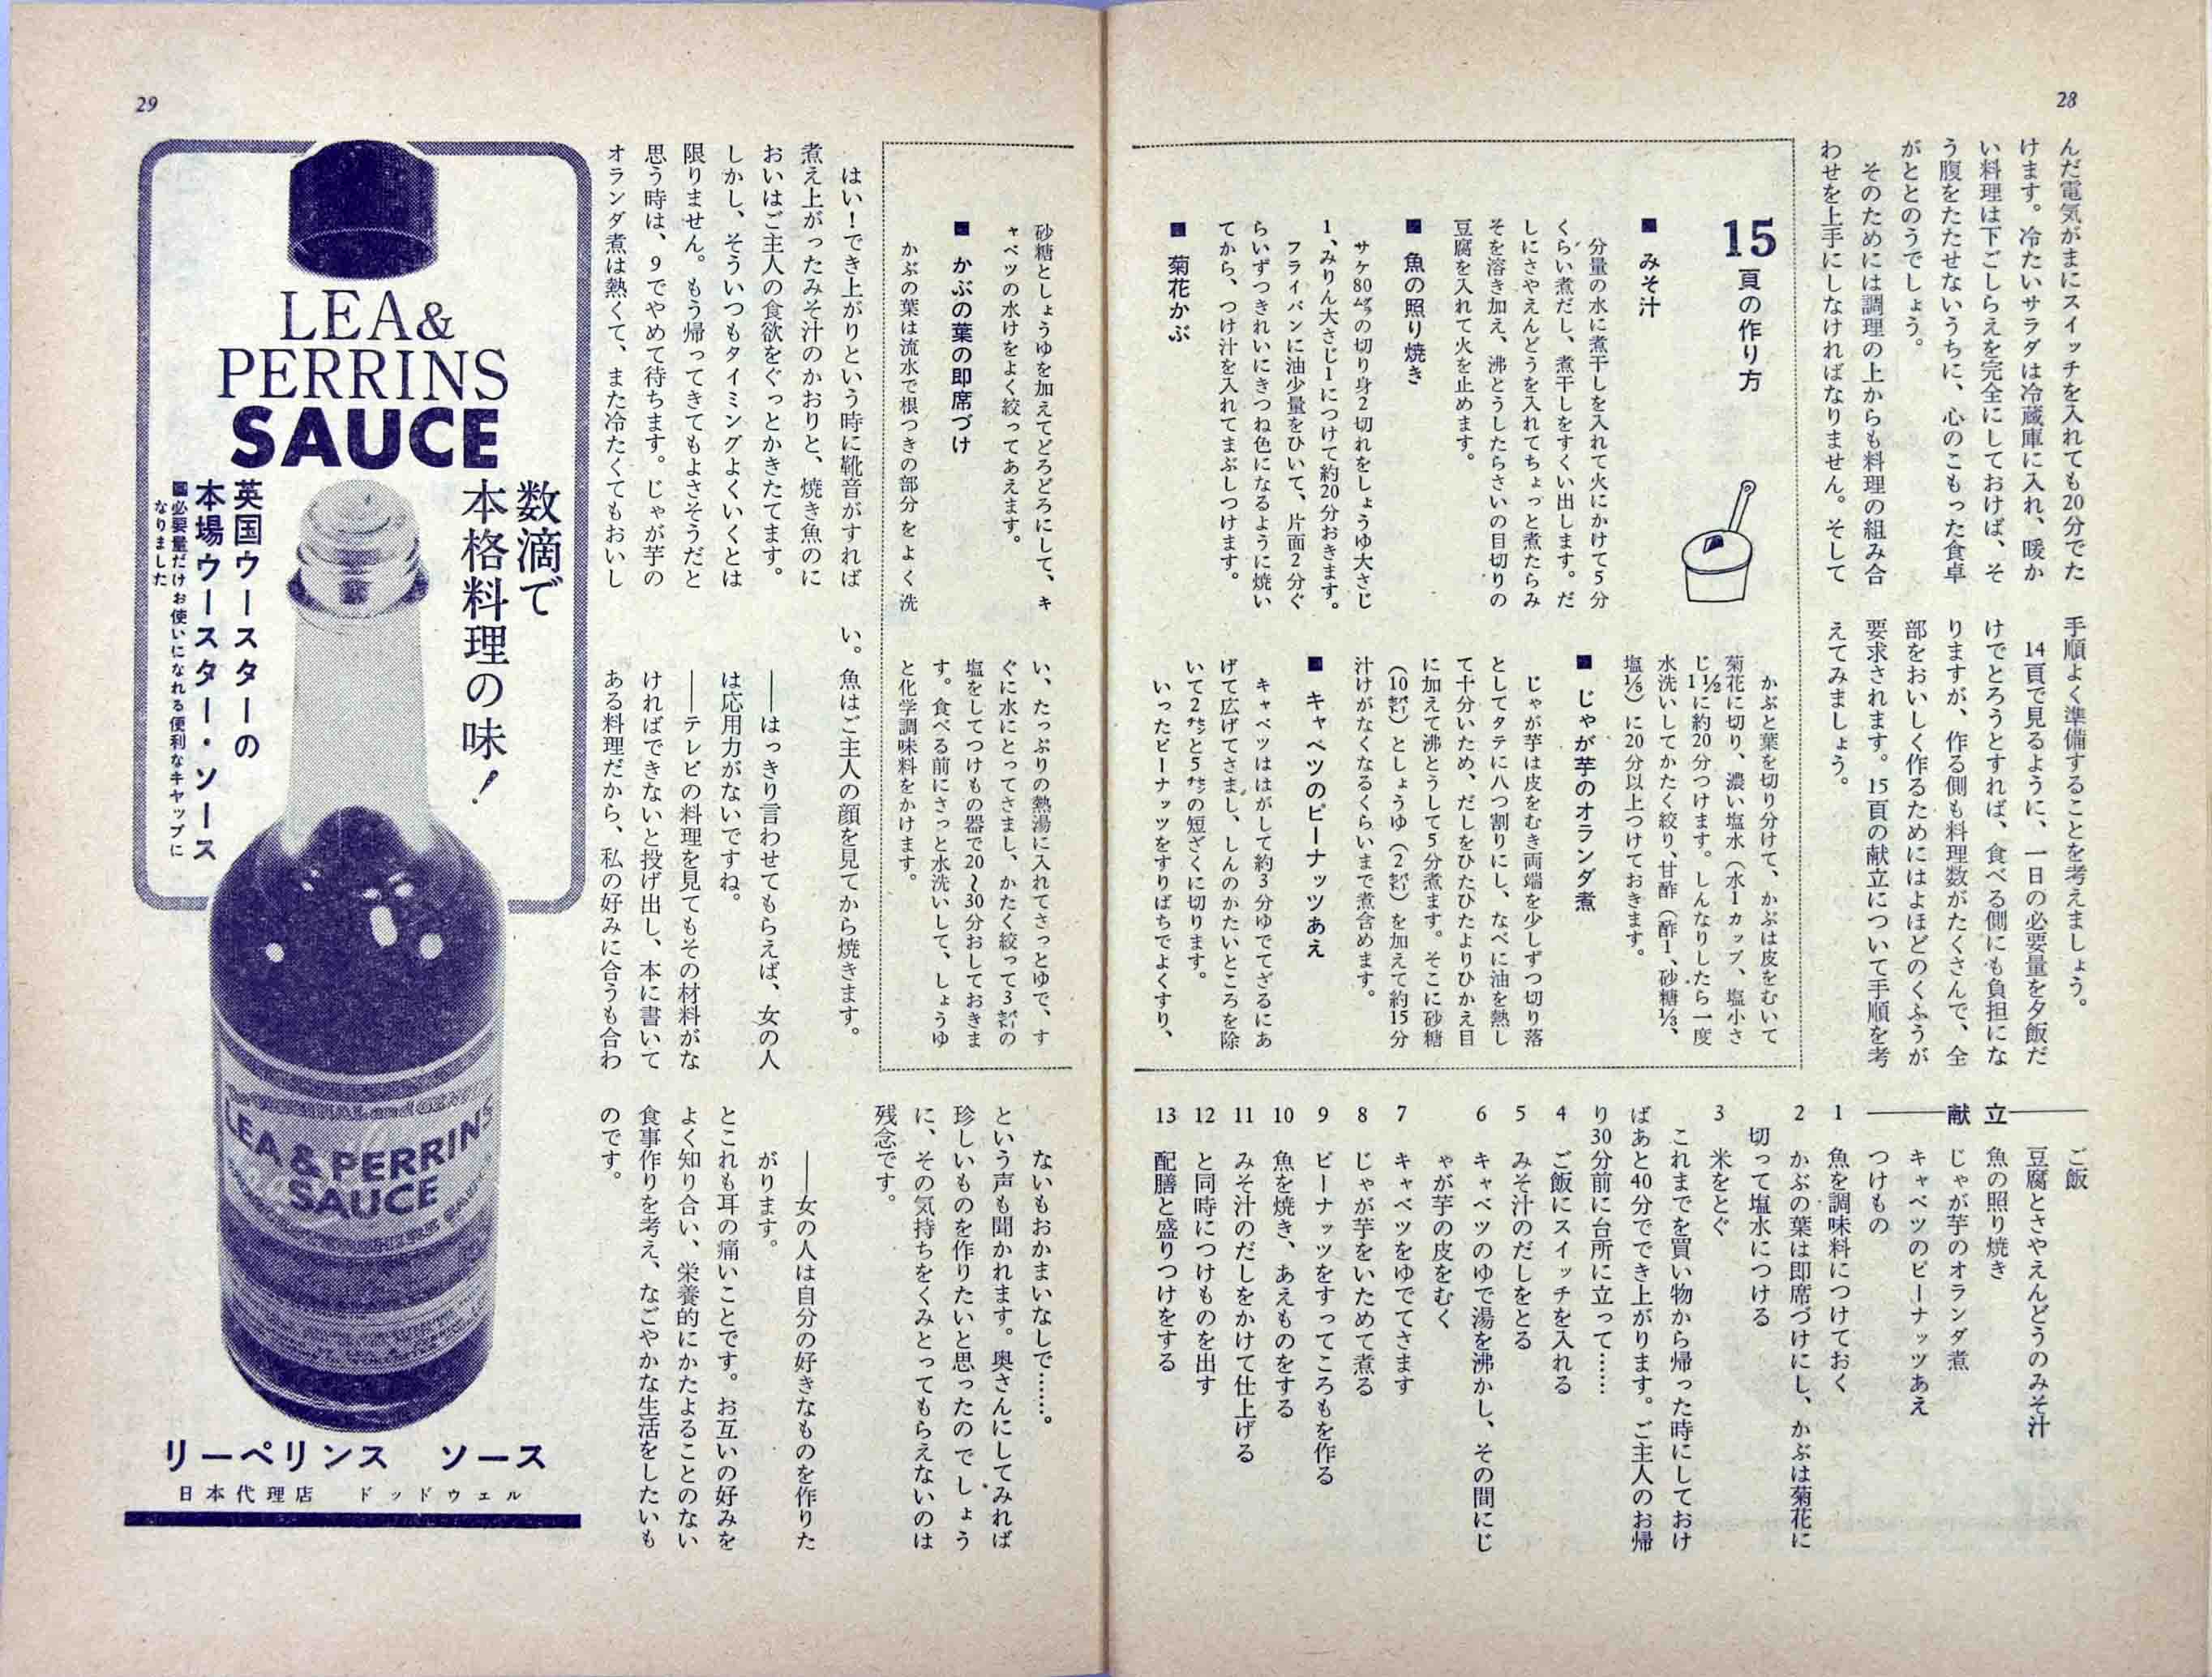 28
んだ電気がまにスイッチを入れても20分でた
けます。冷たいサラダは冷蔵庫に入れ、暖か
い料理は下ごしらえを完全にしておけば、そ
う腹をたたせないうちに、心のこもった食卓
がととのうでしょう。
そのためには調理の上からも料理の組み合
わせを上手にしなければなりません。そして
手順よく準備することを考えましょう。
14頁で見るように、一日の必要量を夕飯だ
けでとろうとすれば、食べる側にも負担にな
りますが、作る側も料理数がたくさんで、全
部をおいしく作るためにはよほどのくふうが
要求されます。15頁の献立について手順を考
えてみましょう。
15頁の作り方
■ みそ汁
分量の水に煮干しを入れて火にかけて5分
くらい煮だし、煮干しをすくい出します。だ
しにさやえんどうを入れてちょっと煮たらみ
そを溶き加え、沸とうしたらさいの目切りの
豆腐を入れて火を止めます。
■ 魚の照り焼き
サケ80㌘の切り身2切れをしょうゆ大さじ
1、みりん大さじ1につけて約20分おきます。
フライパンに油少量をひいて、片面2分ぐ
らいずつきれいにきつね色になるように焼い
てから、つけ汁を入れてまぶしつけます。
■ 菊花かぶ
かぶと葉を切り分けて、かぶは皮をむいて
菊花に切り、濃い塩水（水1カップ、塩小さ
じ1½に約20分つけます。しんなりしたら一度
水洗いしてかたく絞り、甘酢（酢1、砂糖⅓、
塩⅕）に20分以上つけておきます。
■ じゃが芋のオランダ煮
じゃが芋は皮をむき両端を少しずつ切り落
としてタテに八つ割りにし、なべに油を熱し
て十分いため、だしをひたひたよりひかえ目
に加えて沸とうして5分煮ます。そこに砂糖
（10㌫）としょうゆ（2㌫）を加えて約15分
汁けがなくなるくらいまで煮含めます。
■ キャベツのピーナッツあえ
キャベツははがして約3分ゆでてざるにあ
げて広げてさまし、しんのかたいところを除
いて2㌢と5㌢の短ざくに切ります。
いったピーナッツをすりばちでよくすり、
献立
ご飯
豆腐とさやえんどうのみそ汁
魚の照り焼き
じゃが芋のオランダ煮
キャベツのピーナッツあえ
つけもの
1 魚を調味料につけておく
2 かぶの葉は即席づけにし、かぶは菊花に
切って塩水につける
3 米をとぐ
これまでを買い物から帰った時にしておけ
ばあと40分ででき上がります。ご主人のお帰
り30分前に台所に立って……
4 ご飯にスイッチを入れる
5 みそ汁のだしをとる
6 キャベツのゆで湯を沸かし、その間にじ
ゃが芋の皮をむく
7 キャベツをゆでてさます
8 じゃが芋をいためて煮る
9 ピーナッツをすってころもを作る
10 魚を焼き、あえものをする
11 みそ汁のだしをかけて仕上げる
12 と同時につけものを出す
13 配膳と盛りつけをする
29
砂糖としょうゆを加えてどろどろにして、キ
ャベツの水けをよく絞ってあえます。
■ かぶの葉の即席づけ
かぶの葉は流水で根つきの部分をよく洗
い、たっぷりの熱湯に入れてさっとゆで、す
ぐに水にとってさまし、かたく絞って3㌫の
塩をしてつけもの器で20〜30分おしておきま
す。食べる前にさっと水洗いして、しょうゆ
と化学調味料をかけます。
はい！でき上がりという時に靴音がすれば
煮え上がったみそ汁のかおりと、焼き魚のに
おいはご主人の食欲をぐっとかきたてます。
しかし、そういつもタイミングよくいくとは
限りません。もう帰ってきてもよさそうだと
思う時は、9でやめて待ちます。じゃが芋の
オランダ煮は熱くて、また冷たくてもおいし
い。魚はご主人の顔を見てから焼きます。
――はっきり言わせてもらえば、女の人
は応用力がないですね。
――テレビの料理を見てもその材料がな
ければできないと投げ出し、本に書いて
ある料理だから、私の好みに合うも合わ
ないもおかまいなしで……。
という声も聞かれます。奥さんにしてみれば
珍しいものを作りたいと思ったのでしょう
に、その気持ちをくみとってもらえないのは
残念です。
――女の人は自分の好きなものを作りた
がります。
とこれも耳の痛いことです。お互いの好みを
よく知り合い、栄養的にかたよることのない
食事作りを考え、なごやかな生活をしたいも
のです。
LEA&
PERRINS
SAUCE
数滴で
本格料理の味！
英国ウースターの
本場ウースター・ソース
■必要量だけお使いになれる便利なキャップに
なりました
LEA & PERRINS
SAUCE
リーペリンス ソース
日本代理店 ドッドウェル